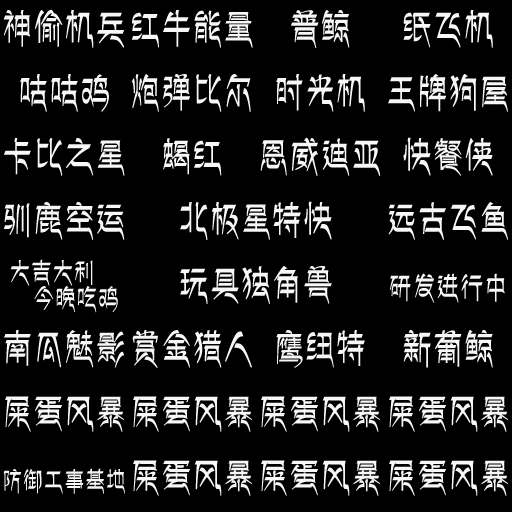 神偷机兵 红牛能量 普鲸 纸飞机
咕咕鸡 炮弹比尔 时光机 王牌狗屋
卡比之星 蝎红 恩威迪亚 快餐侠
驯鹿空运 北极星特快 远古飞鱼
大吉大利
今晚吃鸡 玩具独角兽 研发进行中
南瓜魅影 赏金猎人 鹰纽特 新葡鲸
屎蛋风暴 屎蛋风暴 屎蛋风暴 屎蛋风暴
防御工事基地 屎蛋风暴 屎蛋风暴 屎蛋风暴